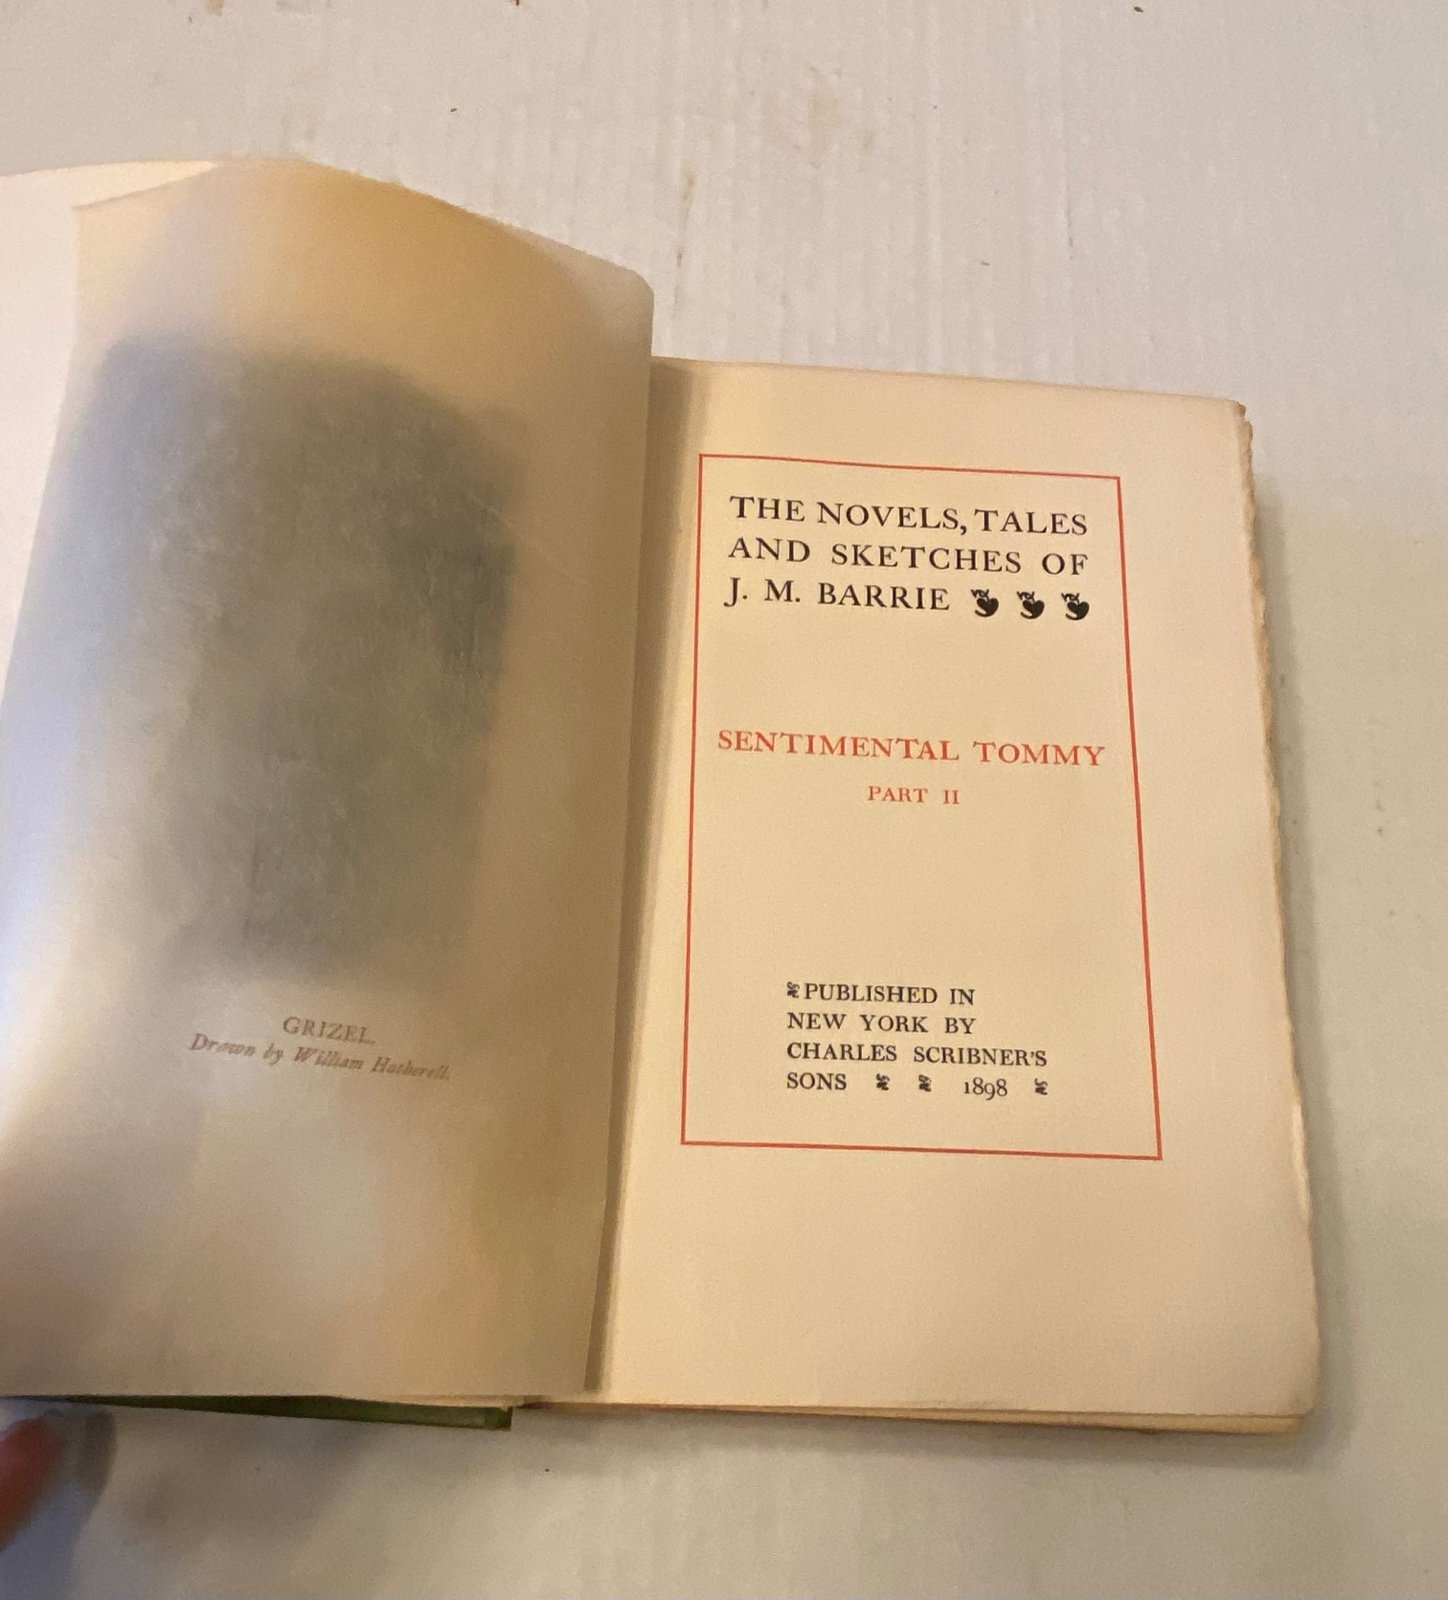 GRIZEL.
Drawn by William Hatherell.
THE NOVELS, TALES
AND SKETCHES OF
J. M. BARRIE
SENTIMENTAL TOMMY
PART II
PUBLISHED IN
NEW YORK BY
CHARLES SCRIBNER'S
SONS 1898